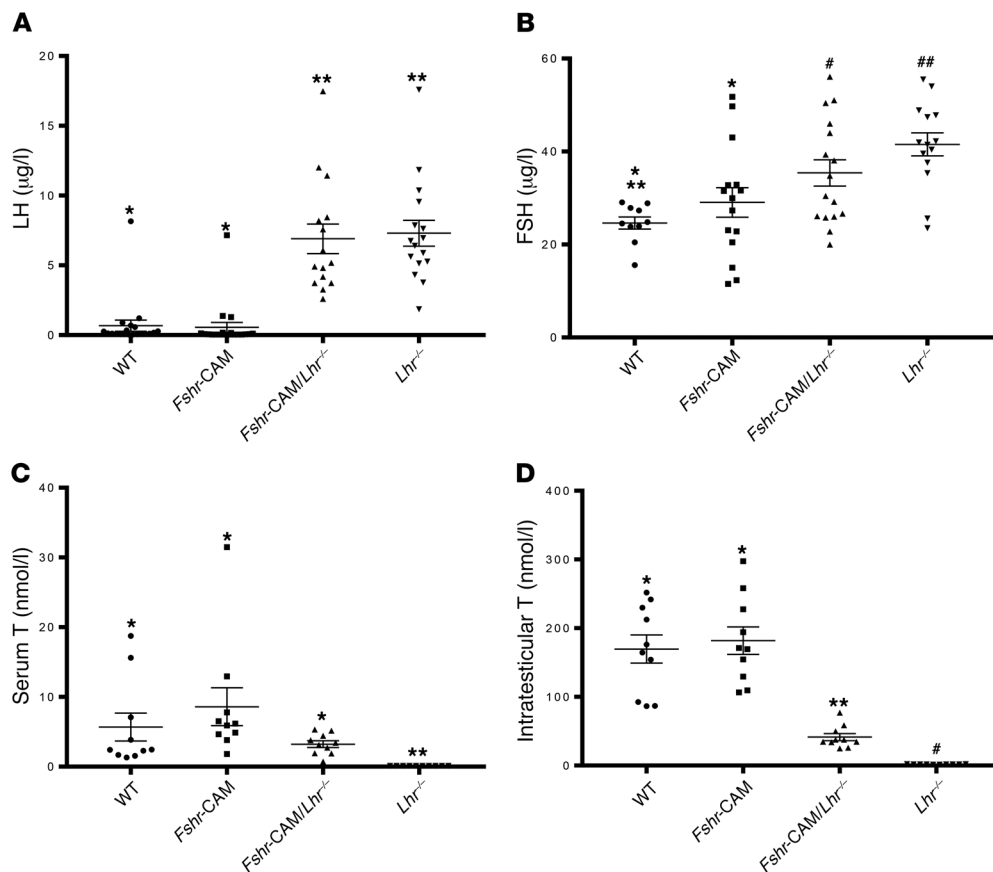 A
LH (μg/l)
20
15
10
5
0
*
*
**
**
WT
Fshr-CAM
Fshr-CAM/Lhr-/-
Lhr-/-
B
FSH (μg/l)
60
40
20
0
*
**
*
#
##
WT
Fshr-CAM
Fshr-CAM/Lhr-/-
Lhr-/-
C
Serum T (nmol/l)
40
30
20
10
0
*
*
*
**
WT
Fshr-CAM
Fshr-CAM/Lhr-/-
Lhr-/-
D
Intratesticular T (nmol/l)
400
300
200
100
0
*
*
**
#
WT
Fshr-CAM
Fshr-CAM/Lhr-/-
Lhr-/-